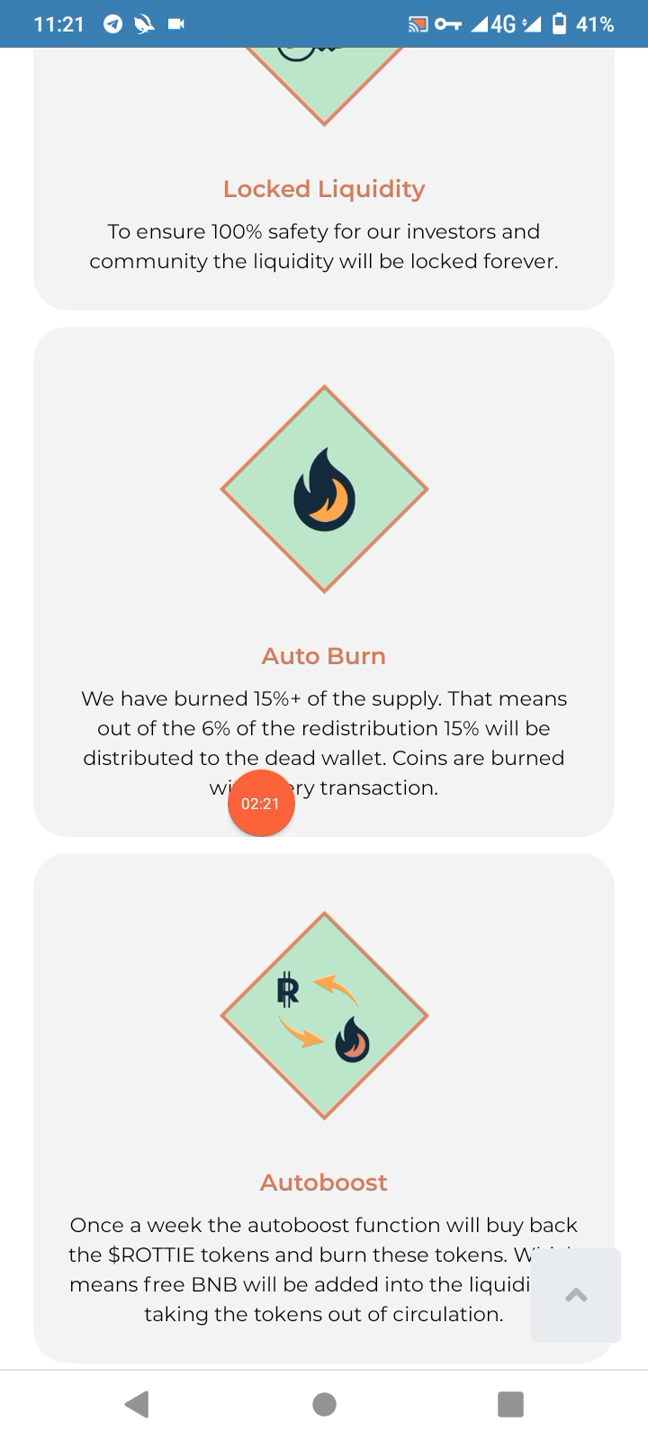 11:21 4G 41%
Locked Liquidity
To ensure 100% safety for our investors and
community the liquidity will be locked forever.
Auto Burn
We have burned 15%+ of the supply. That means
out of the 6% of the redistribution 15% will be
distributed to the dead wallet. Coins are burned
transaction.
02:21
Autoboost
Once a week the autoboost function will buy back
the $ROTTIE tokens and burn these tokens.
means free BNB will be added into the
taking the tokens out of circulation.